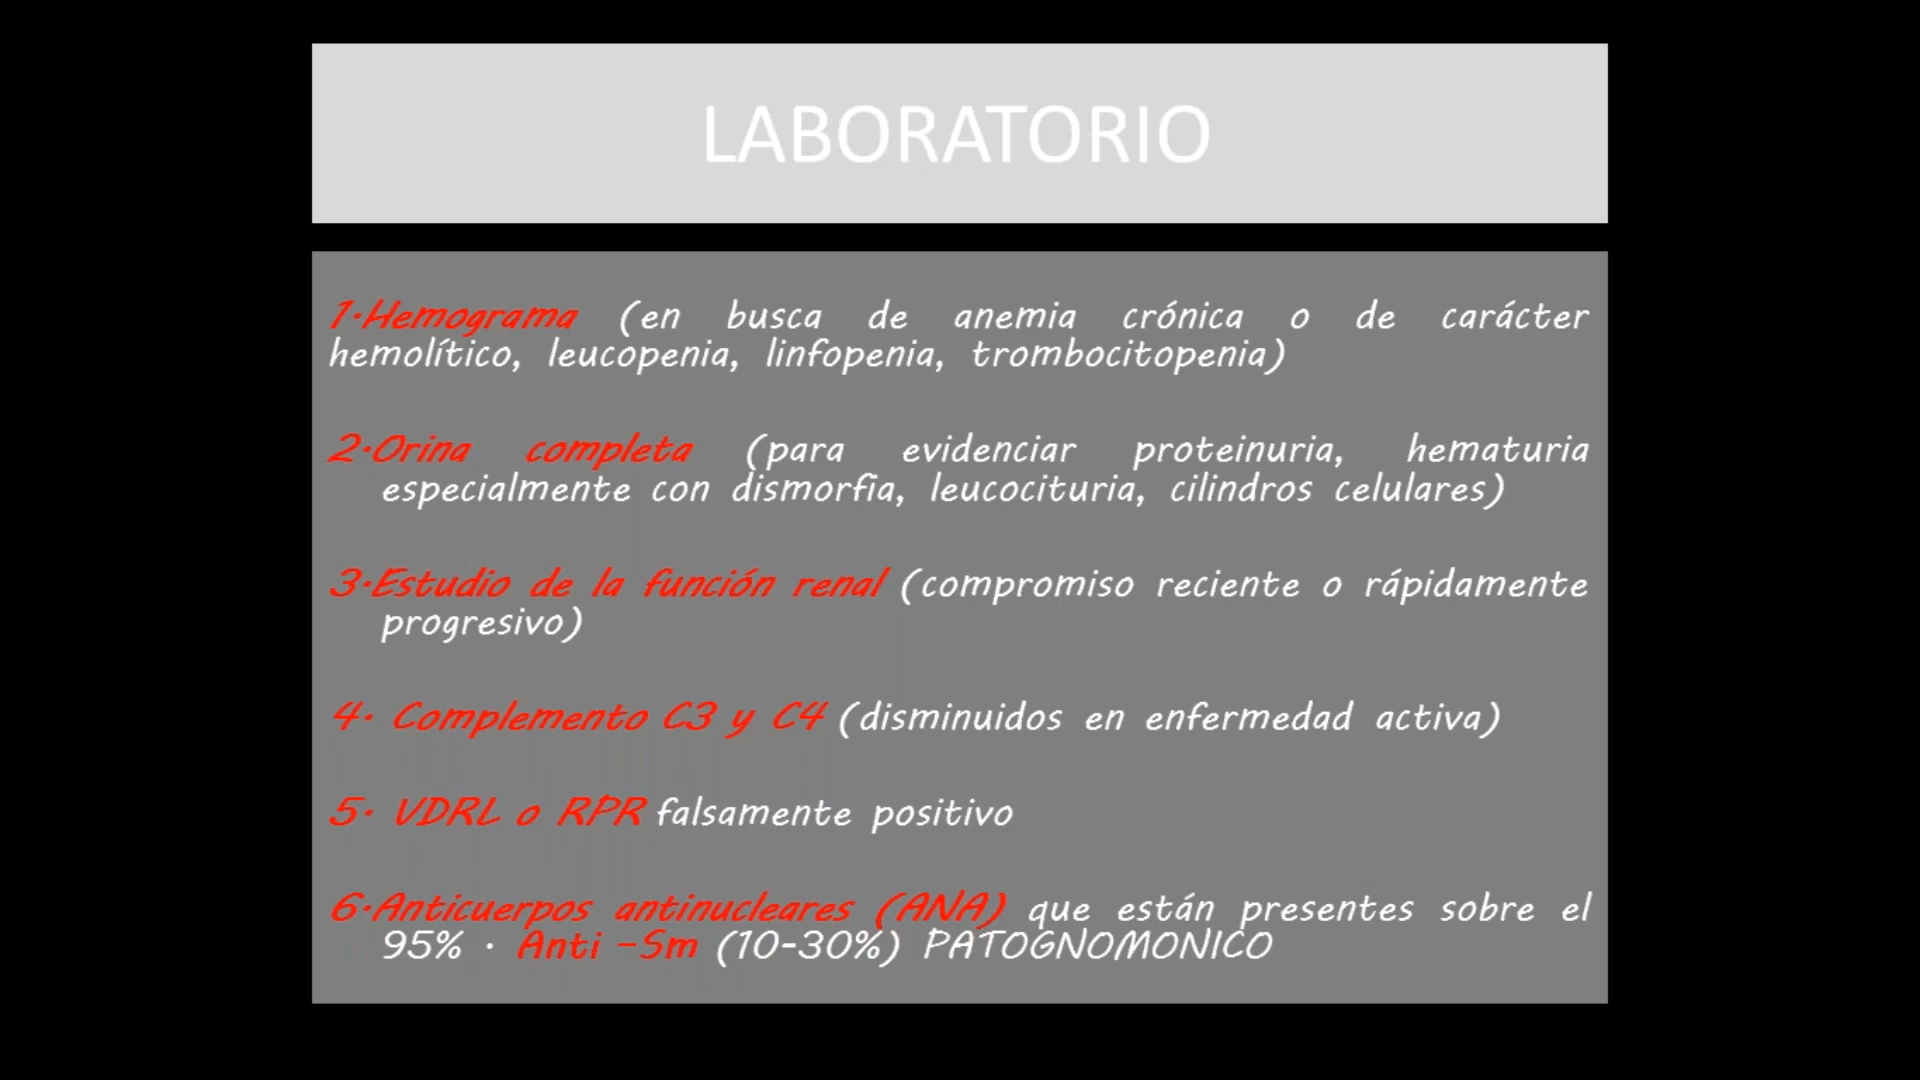 LABORATORIO
1.Hemograma (en busca de anemia crónica o de carácter
hemolítico, leucopenia, linfopenia, trombocitopenia)
2.Orina completa (para evidenciar proteinuria, hematuria
especialmente con dismorfia, leucocituria, cilindros celulares)
3.Estudio de la función renal (compromiso reciente o rápidamente
progresivo)
4. Complemento C3 y C4 (disminuidos en enfermedad activa)
5. VDRL o RPR falsamente positivo
6.Anticuerpos antinucleares (ANA) que están presentes sobre el
95% . Anti -Sm (10-30%) PATOGNOMONICO